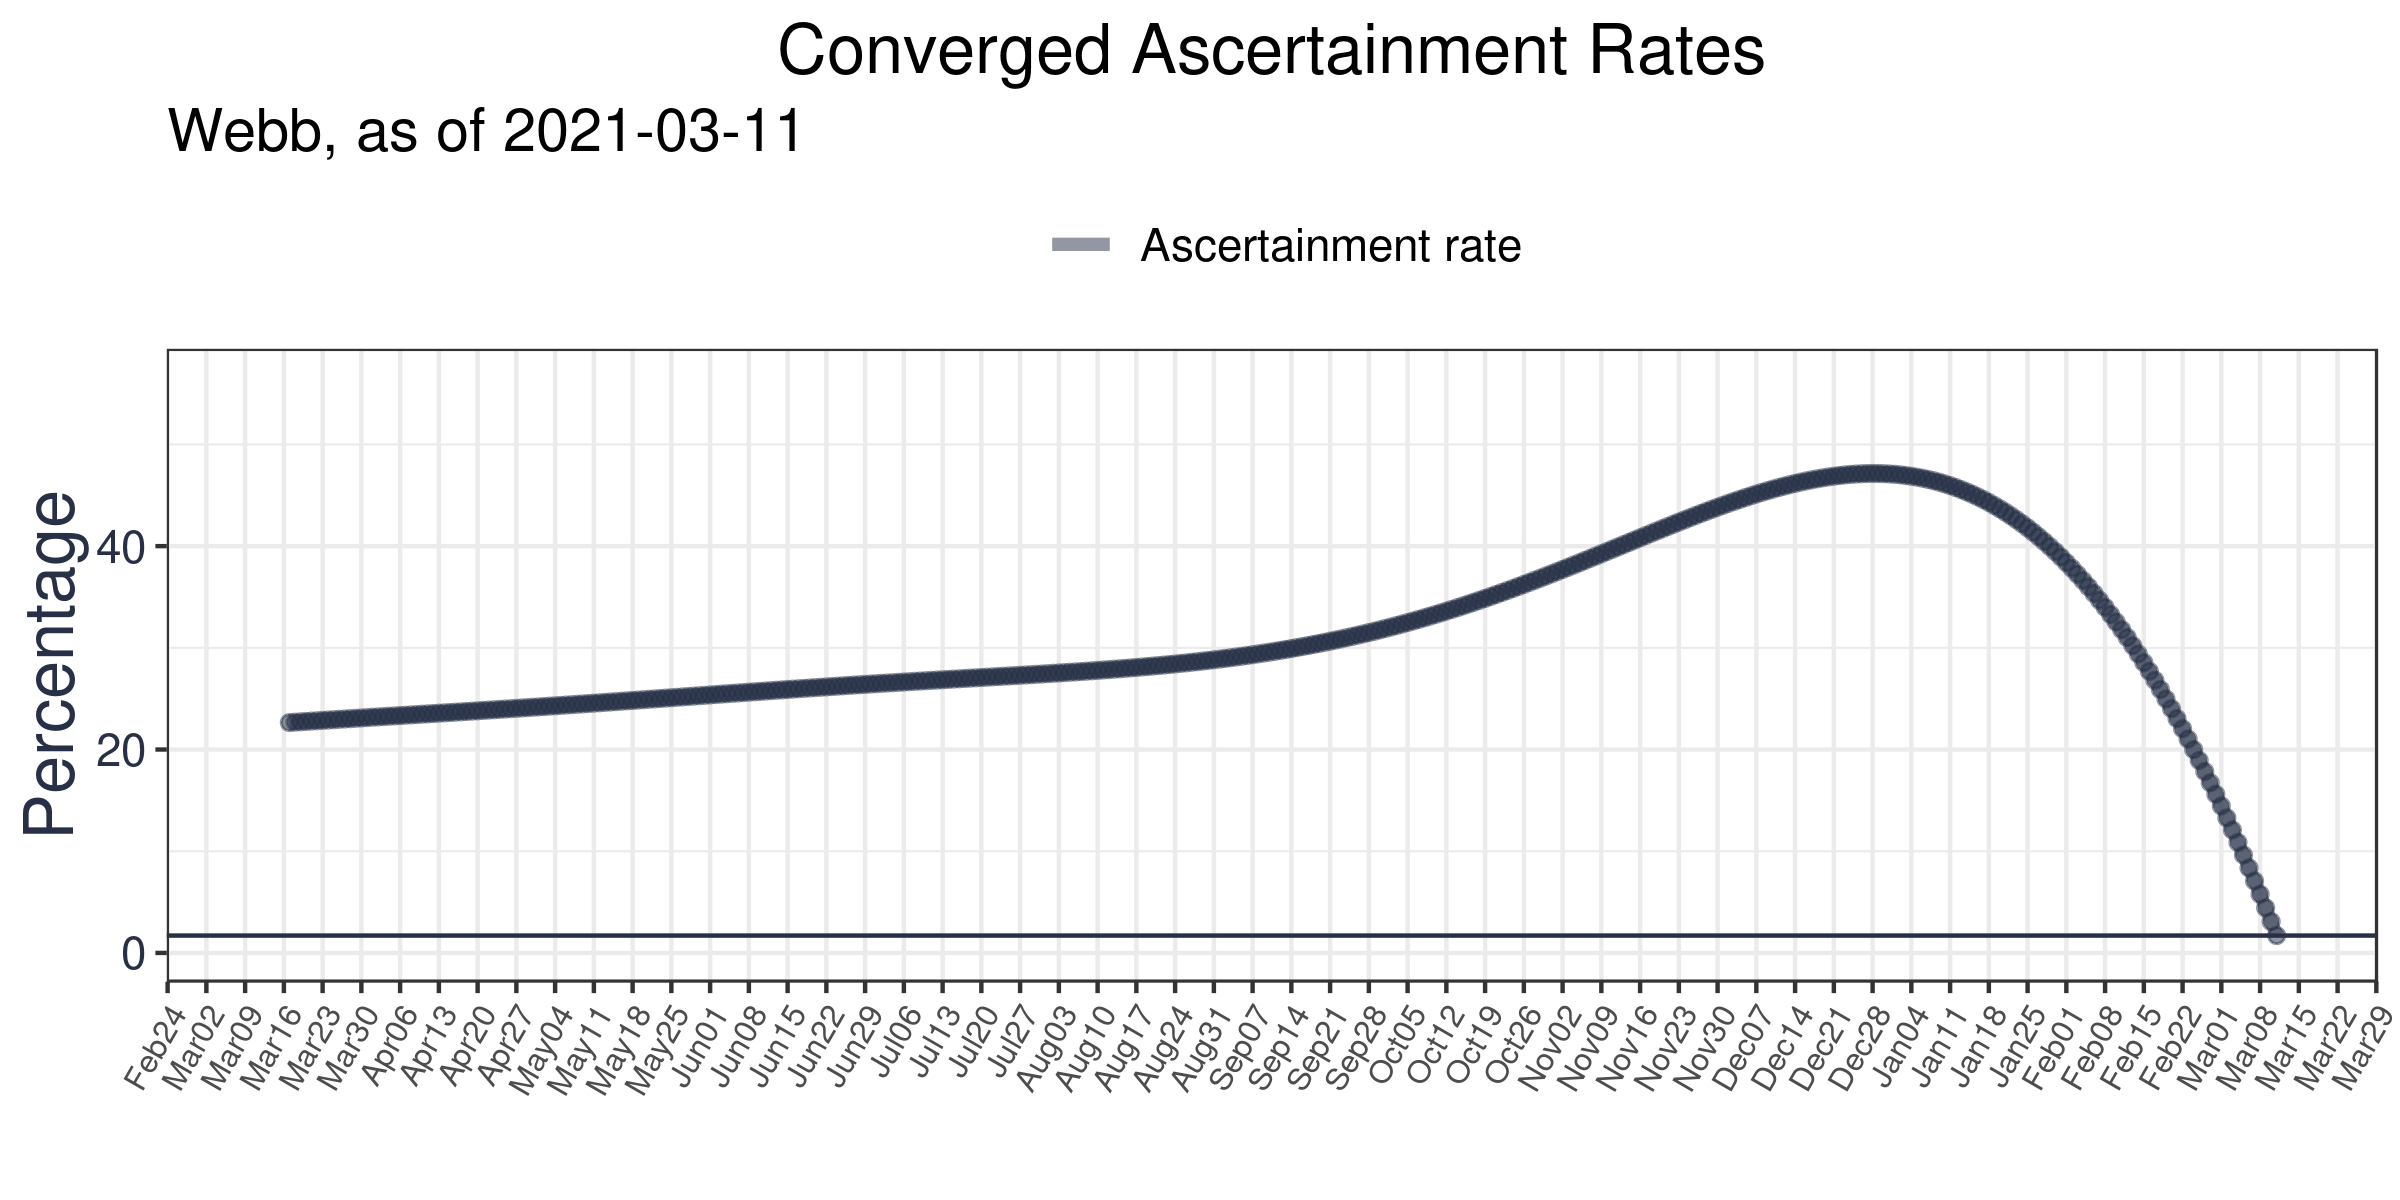 Converged Ascertainment Rates
Webb, as of 2021-03-11
Ascertainment rate
Percentage
40
20
0
Feb24
Mar02
Mar09
Mar16
Mar23
Mar30
Apr06
Apr13
Apr20
Apr27
May04
May11
May18
May25
Jun01
Jun08
Jun15
Jun22
Jun29
Jul06
Jul13
Jul20
Jul27
Aug03
Aug10
Aug17
Aug24
Aug31
Sep07
Sep14
Sep21
Sep28
Oct05
Oct12
Oct19
Oct26
Nov02
Nov09
Nov16
Nov23
Nov30
Dec07
Dec14
Dec21
Dec28
Jan04
Jan11
Jan18
Jan25
Feb01
Feb08
Feb15
Feb22
Mar01
Mar08
Mar15
Mar22
Mar29